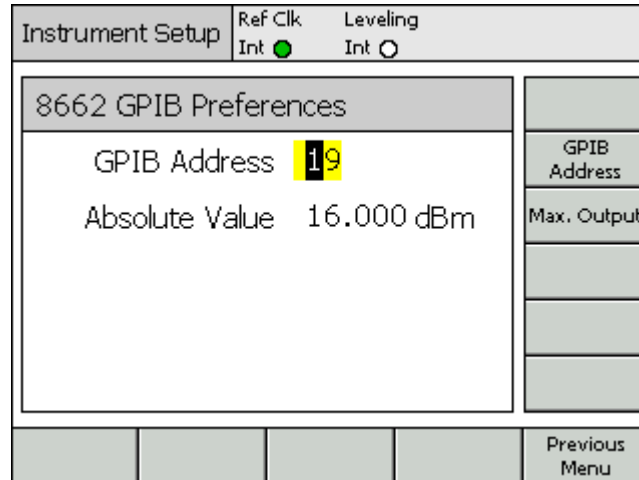 Instrument Setup
Ref Clk Leveling
Int Int
8662 GPIB Preferences
GPIB Address 19
Absolute Value 16.000 dBm
GPIB
Address
Max. Output
Previous
Menu